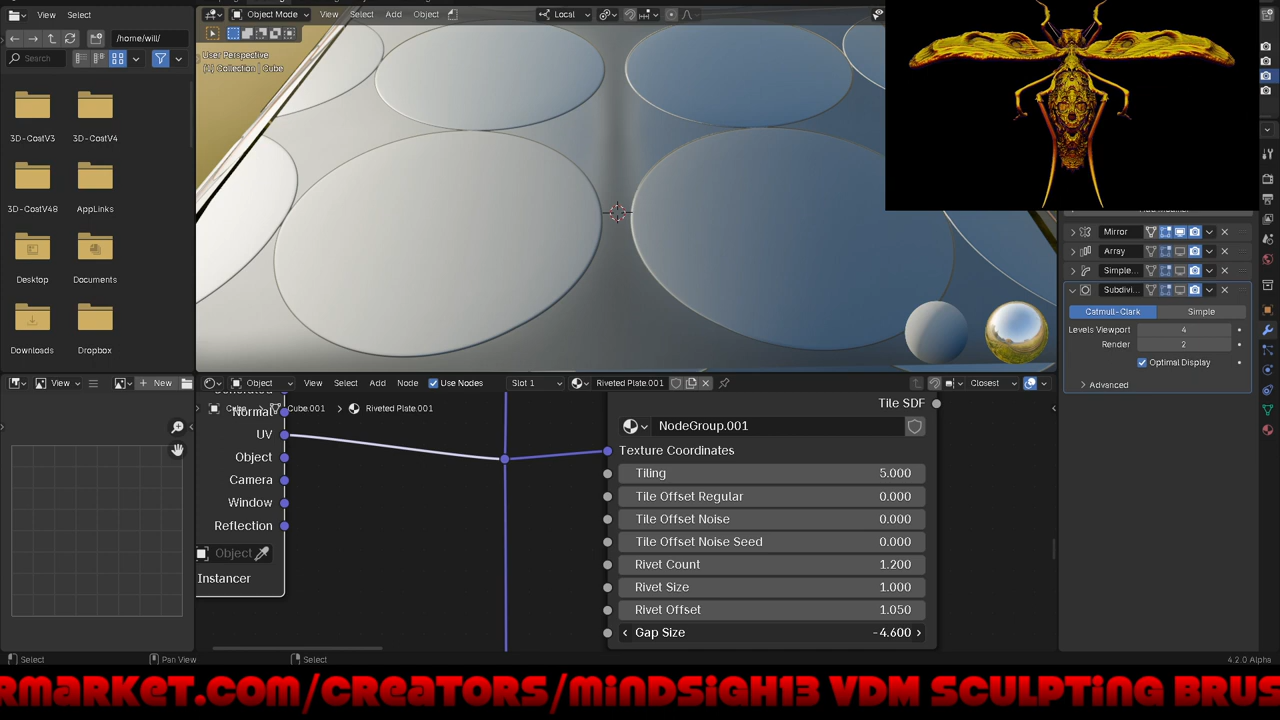 View Select
/home/will/
Search
3D-CostV3 3D-CostV4
3D-CostV48 AppLinks
Desktop Documents
Downloads Dropbox
Object Mode View Select Add Object Local
User Perspective
(1) Collection | Cube
Mirror
Array
Simple...
Subdivi...
Catmull-Clark Simple
Levels Viewport 4
Render 2
Optimal Display
Advanced
View New
Object View Select Add Node Use Nodes Slot 1 Riveted Plate.001 Closest
Cube Cube.001 Riveted Plate.001
Normal
UV
Object
Camera
Window
Reflection
Object
Instancer
Tile SDF
NodeGroup.001
Texture Coordinates
Tiling 5.000
Tile Offset Regular 0.000
Tile Offset Noise 0.000
Tile Offset Noise Seed 0.000
Rivet Count 1.200
Rivet Size 1.000
Rivet Offset 1.050
Gap Size -4.600
Select Pan View Select 4.2.0 Alpha
RMARKET.COM/CREATORS/MINDSIGH13 VDM SCULPTING BRUS